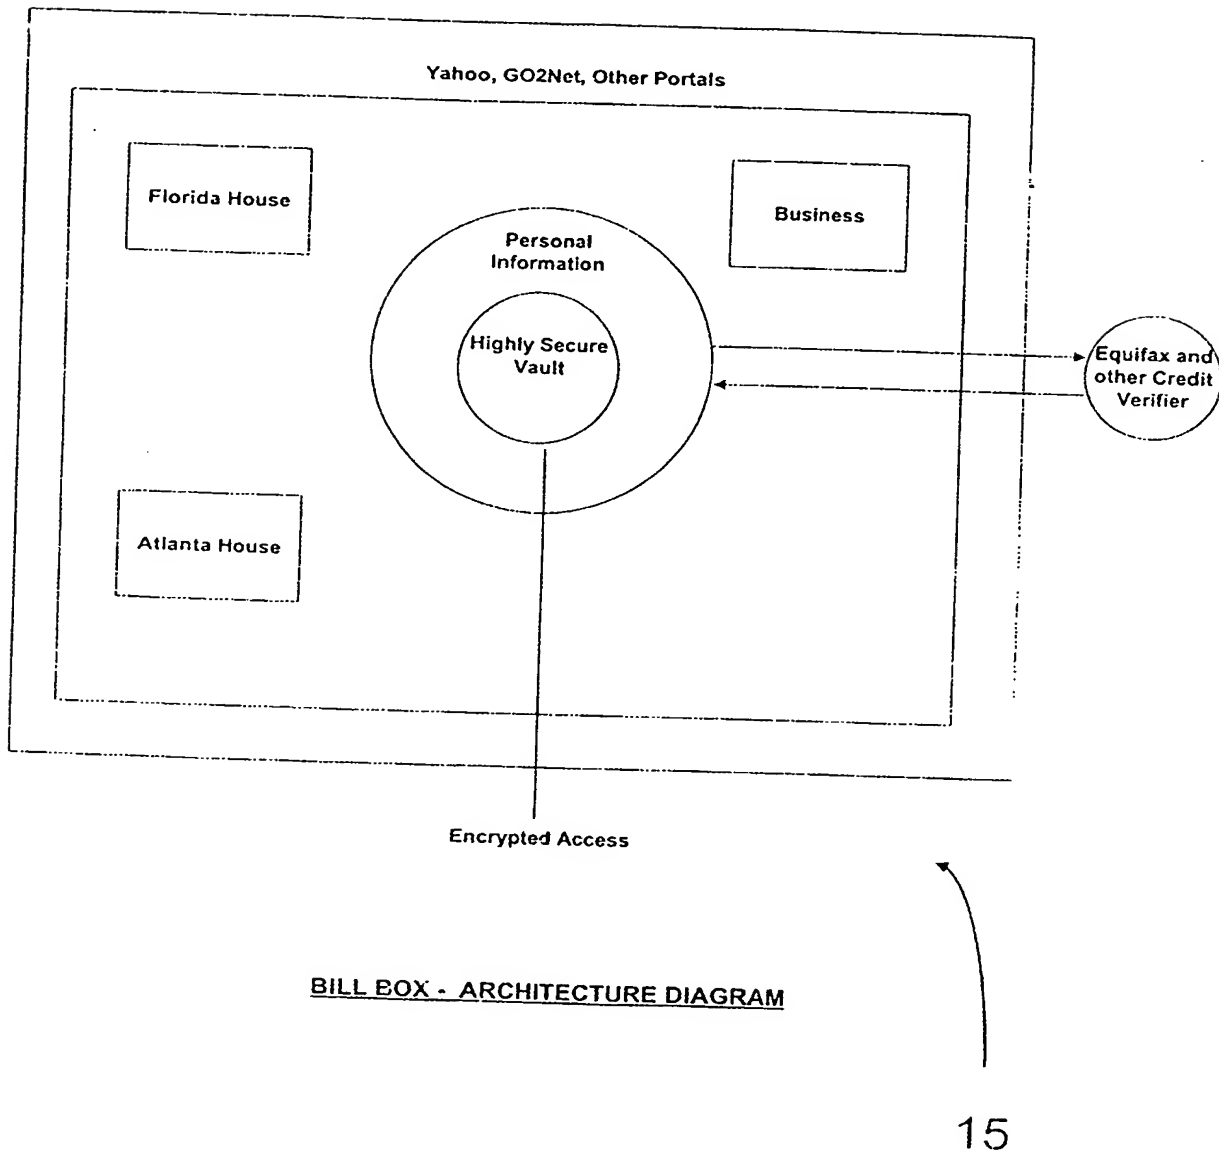 Yahoo, GO2Net, Other Portals
Florida House
Business
Personal
Information
Highly Secure
Vault
Equifax and
other Credit
Verifier
Atlanta House
Encrypted Access
BILL BOX - ARCHITECTURE DIAGRAM
15